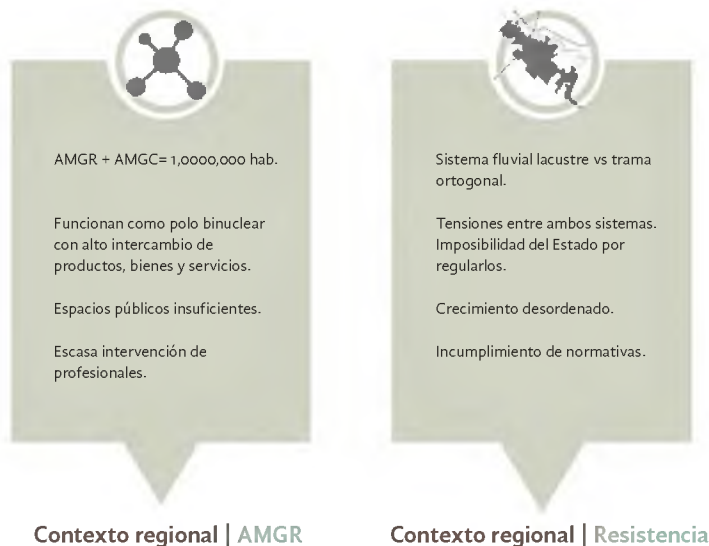 AMGR + AMGC= 1,0000,000 hab.
Funcionan como polo binuclear
con alto intercambio de
productos, bienes y servicios.
Espacios públicos insuficientes.
Escasa intervención de
profesionales.
Contexto regional | AMGR
Sistema fluvial lacustre vs trama
ortogonal.
Tensiones entre ambos sistemas.
Imposibilidad del Estado por
regularlos.
Crecimiento desordenado.
Incumplimiento de normativas.
Contexto regional | Resistencia